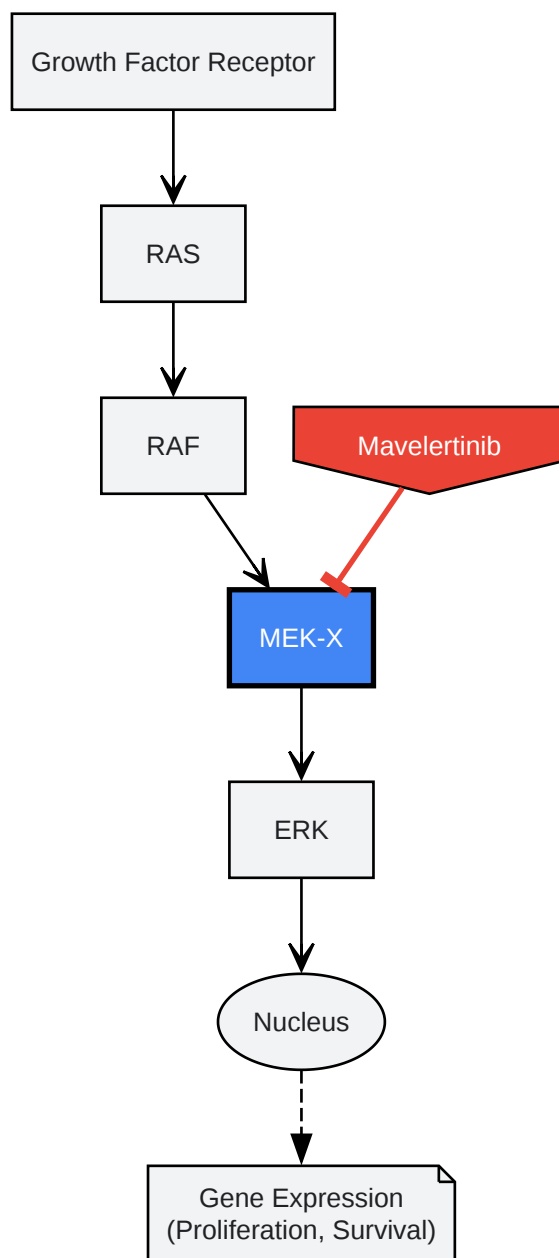 Growth Factor Receptor
RAS
RAF
Mavelertinib
MEK-X
ERK
Nucleus
Gene Expression
(Proliferation, Survival)